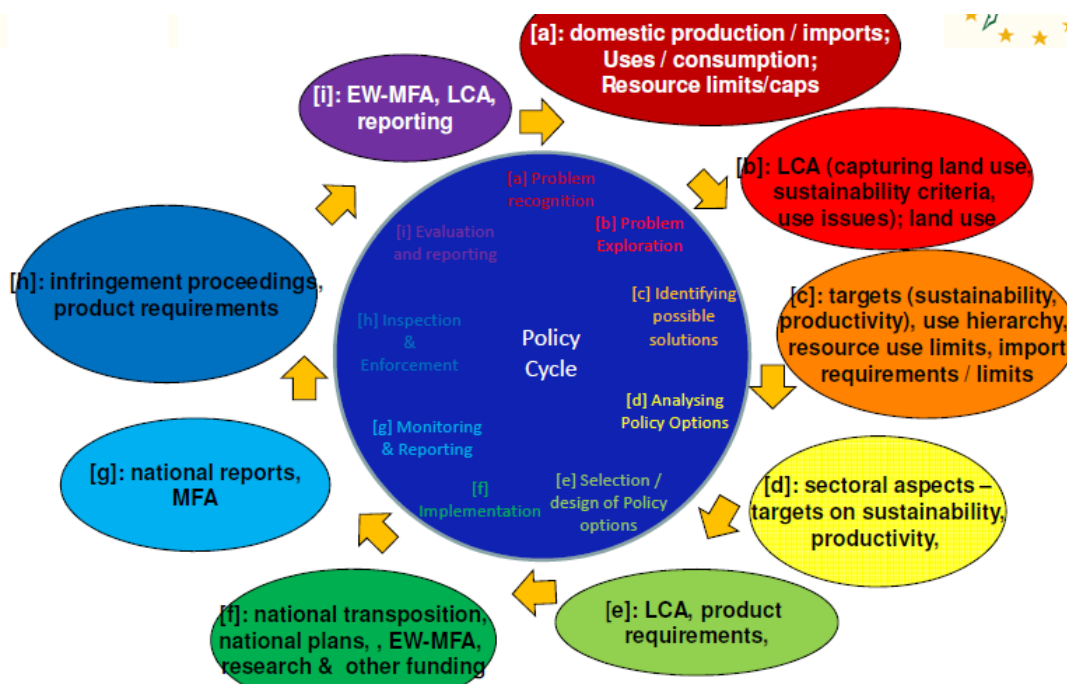 [a]: domestic production / imports;
Uses / consumption;
Resource limits/caps
[i]: EW-MFA, LCA,
reporting
[b]: LCA (capturing land use,
sustainability criteria,
use issues); land use
[h]: infringement proceedings,
product requirements
[c]: targets (sustainability,
productivity), use hierarchy,
resource use limits, import
requirements / limits
[g]: national reports,
MFA
[d]: sectoral aspects –
targets on sustainability,
productivity,
[f]: national transposition,
national plans, , EW-MFA,
research & other funding
[e]: LCA, product
requirements,
[a] Problem
recognition
[b] Problem
Exploration
[i] Evaluation
and reporting
[c] Identifying
possible
solutions
[h] Inspection
&
Enforcement
Policy
Cycle
[d] Analysing
Policy Options
[g] Monitoring
& Reporting
[e] Selection /
design of Policy
options
[f]
Implementation